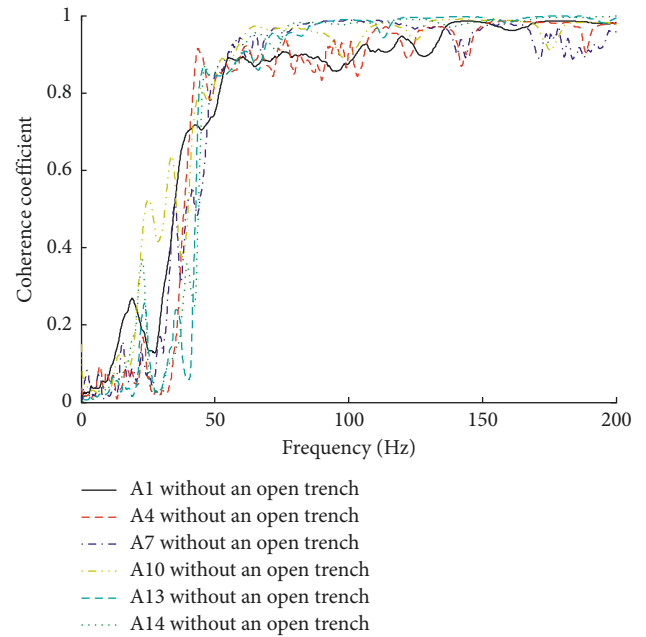 1
0.8
0.6
0.4
0.2
0
Coherence coefficient
0 50 100 150 200
Frequency (Hz)
A1 without an open trench
A4 without an open trench
A7 without an open trench
A10 without an open trench
A13 without an open trench
A14 without an open trench